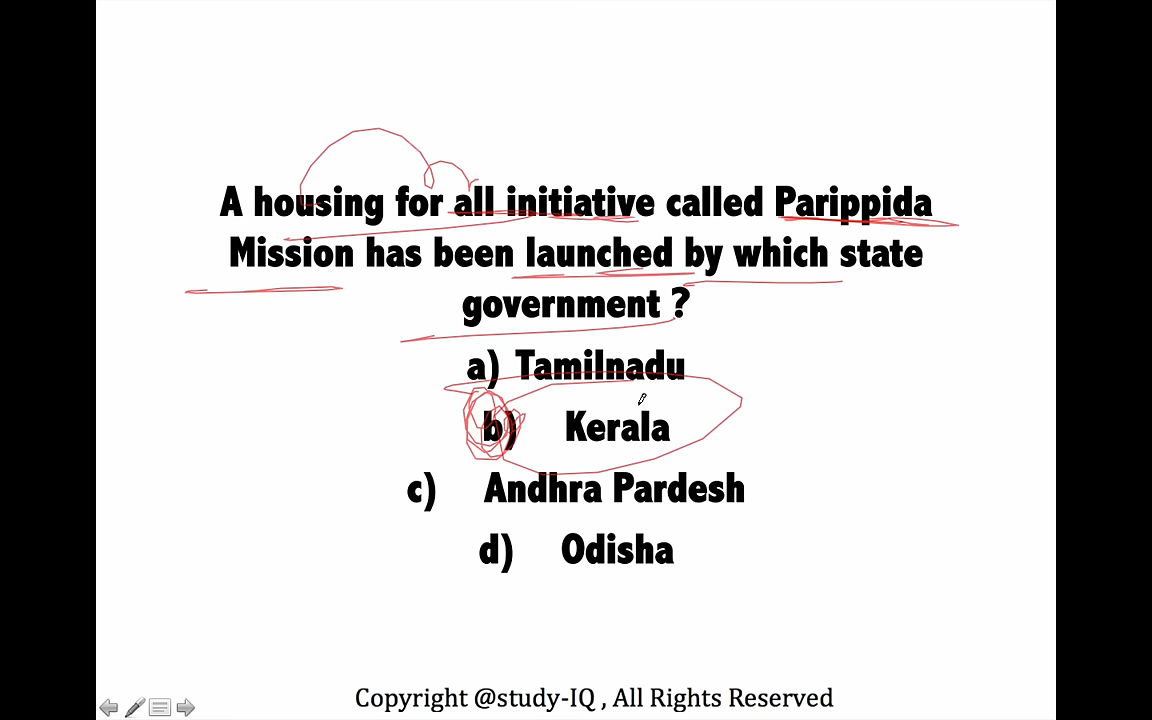 A housing for all initiative called Parippida
Mission has been launched by which state
government ?
a) Tamilnadu
b) Kerala
c) Andhra Pardesh
d) Odisha
Copyright @study-IQ , All Rights Reserved